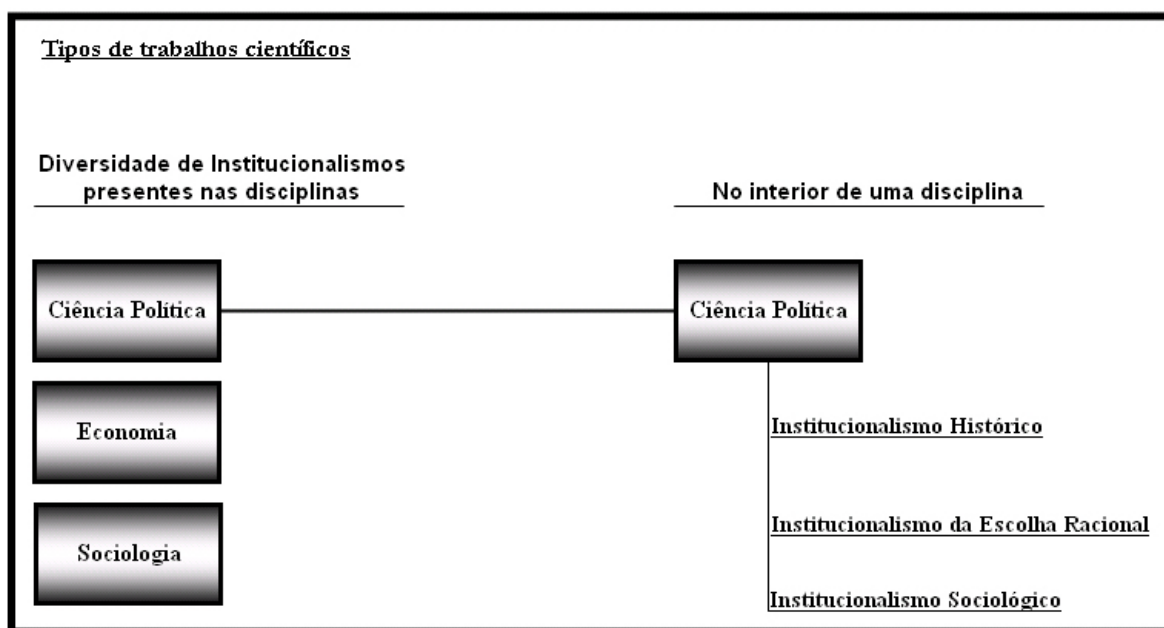 Tipos de trabalhos científicos
Diversidade de Institucionalismos
presentes nas disciplinas
No interior de uma disciplina
Ciência Política
Ciência Política
Economia
Institucionalismo Histórico
Institucionalismo da Escolha Racional
Sociologia
Institucionalismo Sociológico